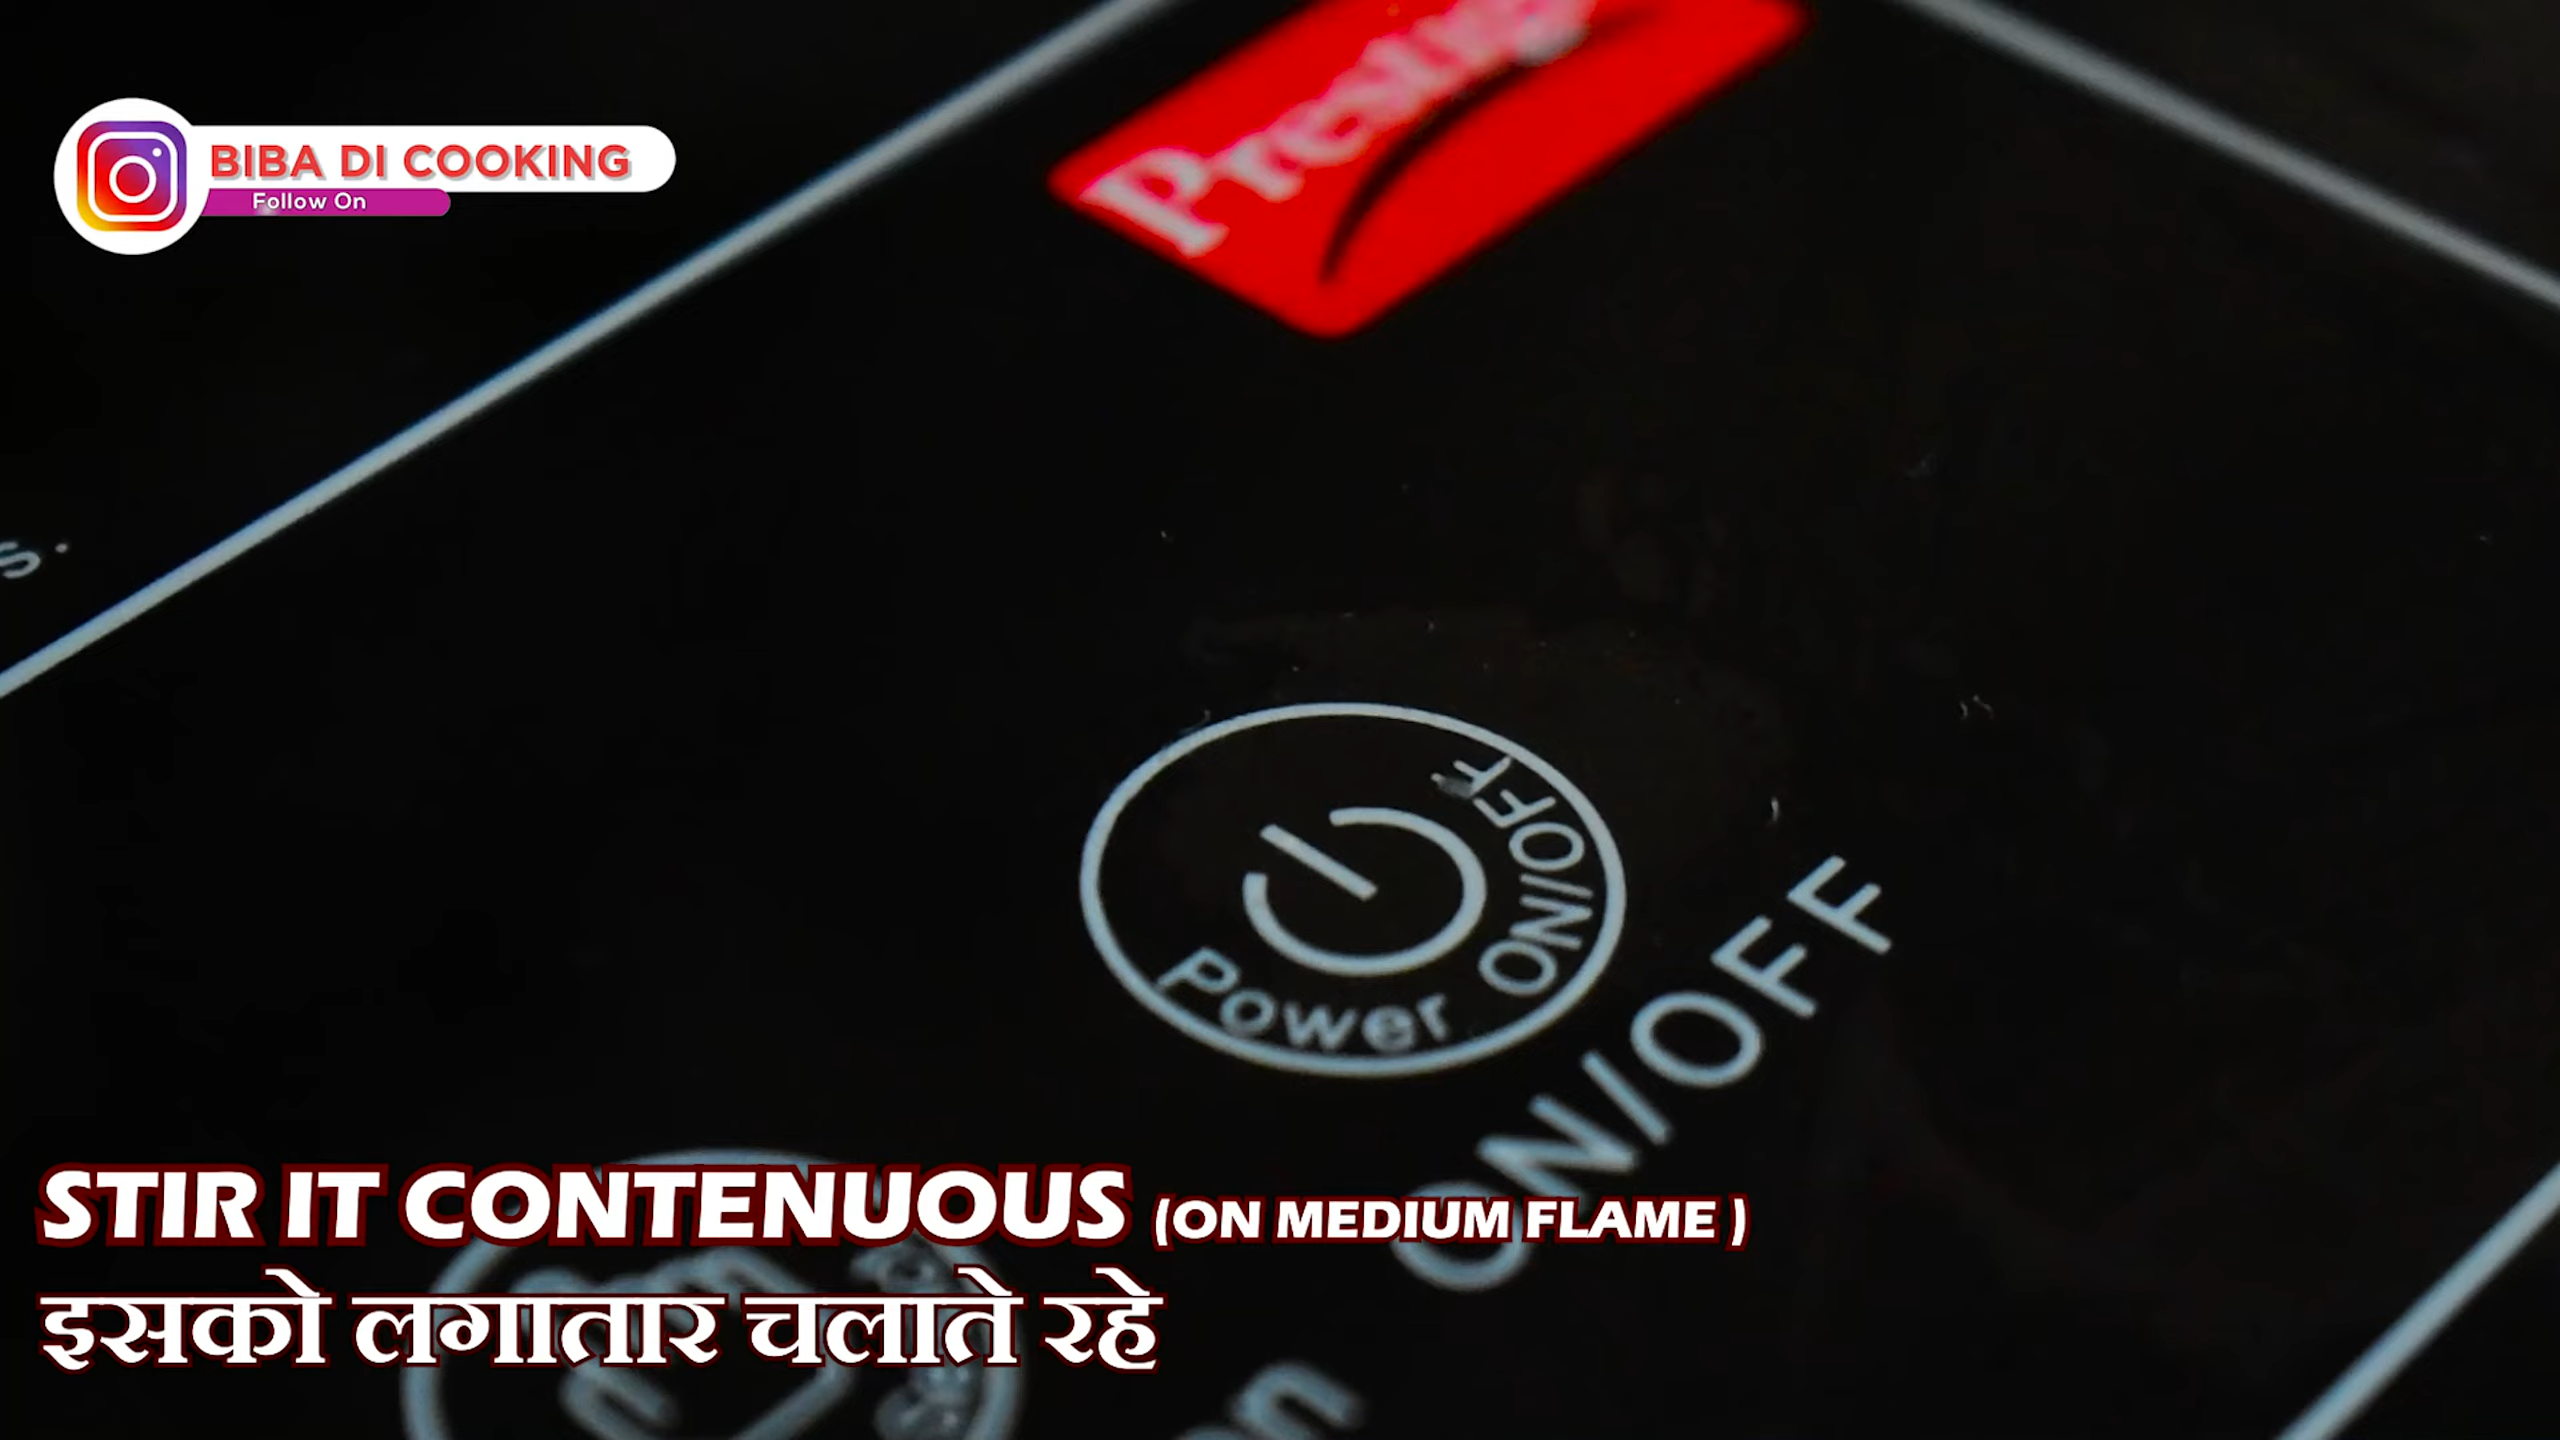 BIBA DI COOKING
Follow On
s.
Power ON/OFF
ON/OFF
STIR IT CONTENUOUS (ON MEDIUM FLAME )
इसको लगातार चलाते रहे